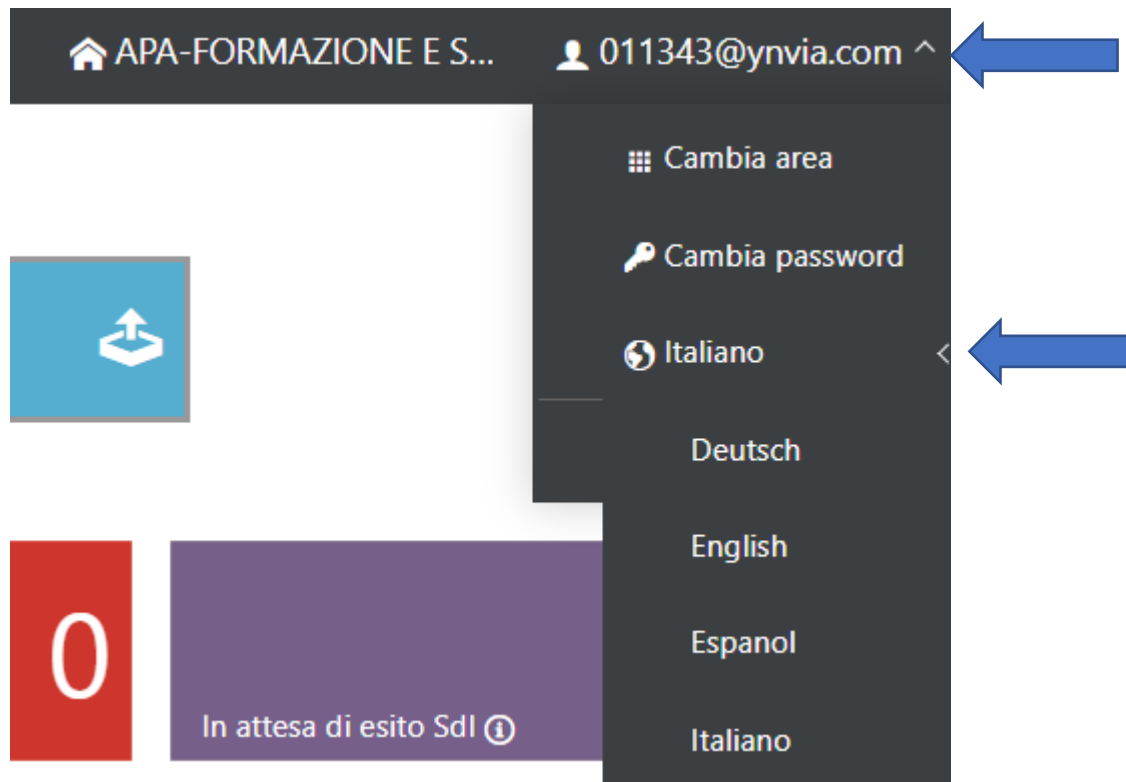 APA-FORMAZIONE E S... 011343@ynvia.com
Cambia area
Cambia password
Italiano
Deutsch
English
Espanol
Italiano
0
In attesa di esito SdI